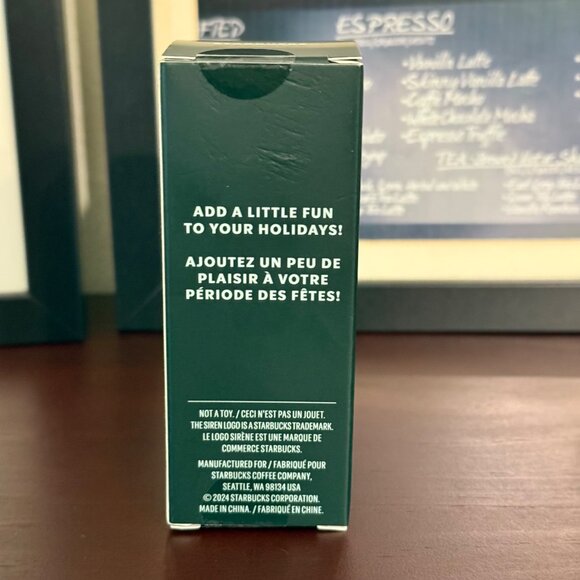 ESPRESSO
Vanilla Latte
Skinny Vanilla Latte
Caffe Mocha
White Chocolate Mocha
Espresso Truffle
ADD A LITTLE FUN
TO YOUR HOLIDAYS!
AJOUTEZ UN PEU DE
PLAISIR À VOTRE
PÉRIODE DES FÊTES!
NOT A TOY. / CECI N'EST PAS UN JOUET.
THE SIREN LOGO IS A STARBUCKS TRADEMARK.
LE LOGO SIRÈNE EST UNE MARQUE DE
COMMERCE STARBUCKS.
MANUFACTURED FOR / FABRIQUÉ POUR
STARBUCKS COFFEE COMPANY,
SEATTLE, WA 98134 USA
© 2024 STARBUCKS CORPORATION.
MADE IN CHINA. / FABRIQUÉ EN CHINE.